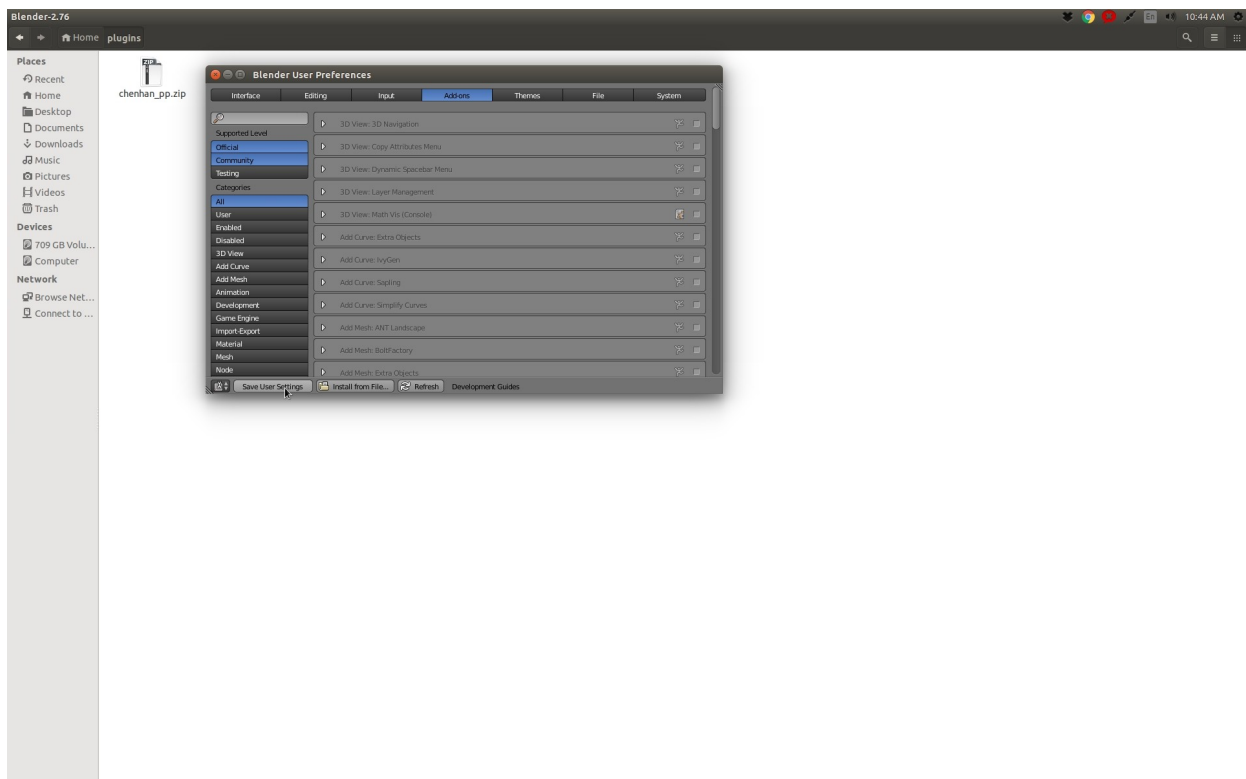 Blender-2.76
En
10:44 AM
Home
plugins
Places
Recent
Home
Desktop
Documents
Downloads
Music
Pictures
Videos
Trash
Devices
709 GB Volu...
Computer
Network
Browse Net...
Connect to ...
ZIP
chenhan_pp.zip
Blender User Preferences
Interface Editing Input Add-ons Themes File System
Supported Level
Official
Community
Testing
Categories
All
User
Enabled
Disabled
3D View
Add Curve
Add Mesh
Animation
Development
Game Engine
Import-Export
Material
Mesh
Node
3D View: 3D Navigation
3D View: Copy Attributes Menu
3D View: Dynamic Spacebar Menu
3D View: Layer Management
3D View: Math Vis (Console)
Add Curve: Extra Objects
Add Curve: IvyGen
Add Curve: Sapling
Add Curve: Simplify Curves
Add Mesh: ANT Landscape
Add Mesh: BoltFactory
Add Mesh: Extra Objects
Save User Settings Install from File... Refresh Development Guides